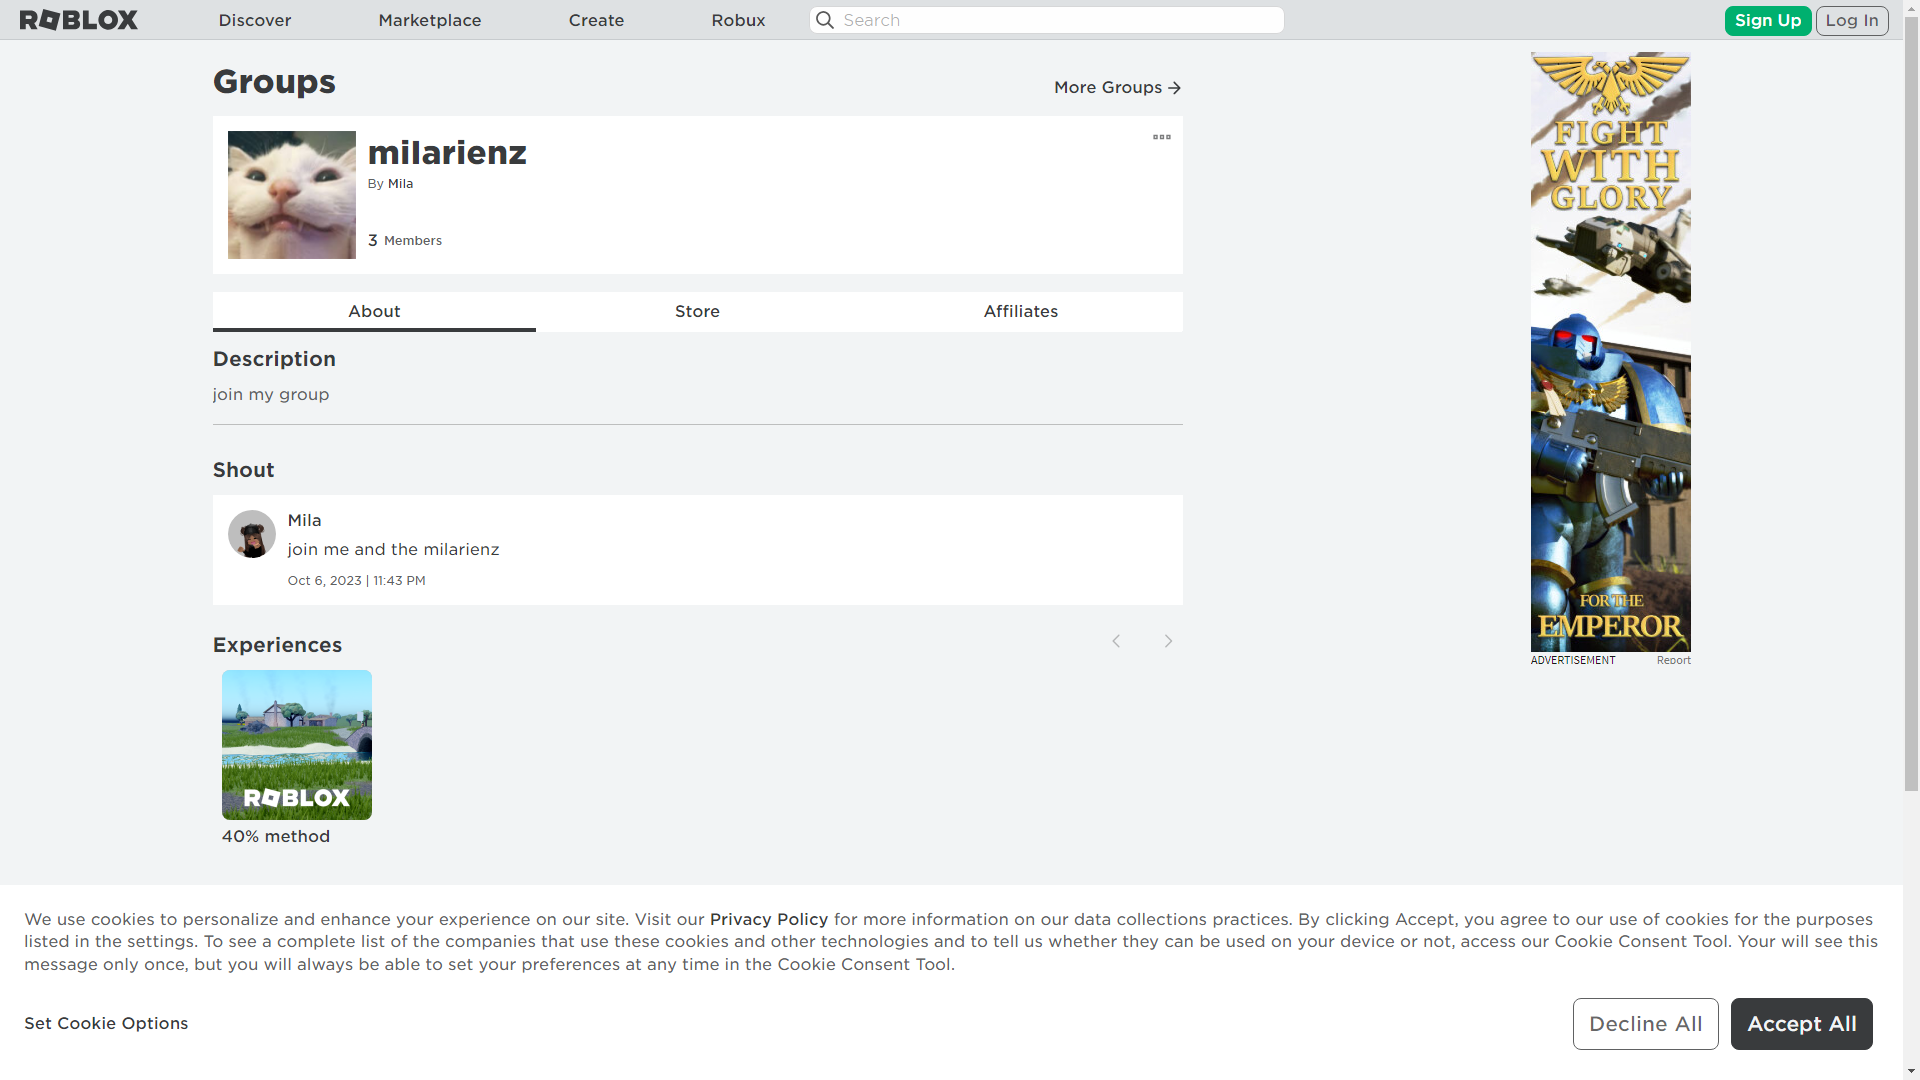 ROBLOX
Discover
Marketplace
Create
Robux
Search
Sign Up
Log In
Groups
More Groups
milarienz
By Mila
3 Members
About
Store
Affiliates
Description
join my group
Shout
Mila
join me and the milarienz
Oct 6, 2023 | 11:43 PM
Experiences
ROBLOX
40% method
FIGHT
WITH
GLORY
FOR THE
EMPEROR
ADVERTISEMENT
Report
We use cookies to personalize and enhance your experience on our site. Visit our Privacy Policy for more information on our data collections practices. By clicking Accept, you agree to our use of cookies for the purposes
listed in the settings. To see a complete list of the companies that use these cookies and other technologies and to tell us whether they can be used on your device or not, access our Cookie Consent Tool. Your will see this
message only once, but you will always be able to set your preferences at any time in the Cookie Consent Tool.
Set Cookie Options
Decline All
Accept All